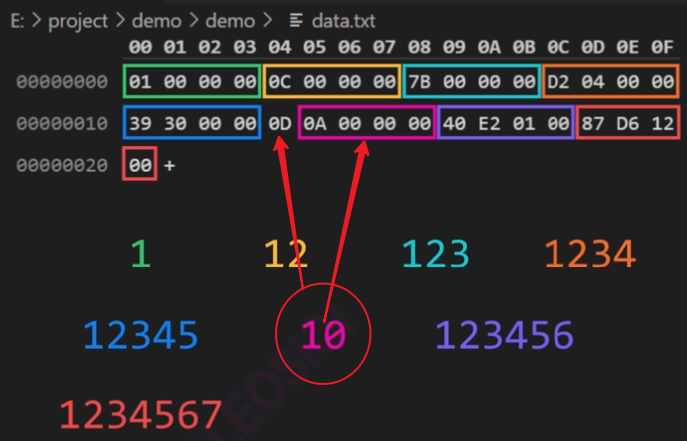 E: > project > demo > demo > data.txt
00 01 02 03 04 05 06 07 08 09 0A 0B 0C 0D 0E 0F
00000000 01 00 00 00 0C 00 00 00 7B 00 00 00 D2 04 00 00
00000010 39 30 00 00 0D 0A 00 00 00 40 E2 01 00 87 D6 12
00000020 00 +
1 12 123 1234
12345 10 123456
1234567